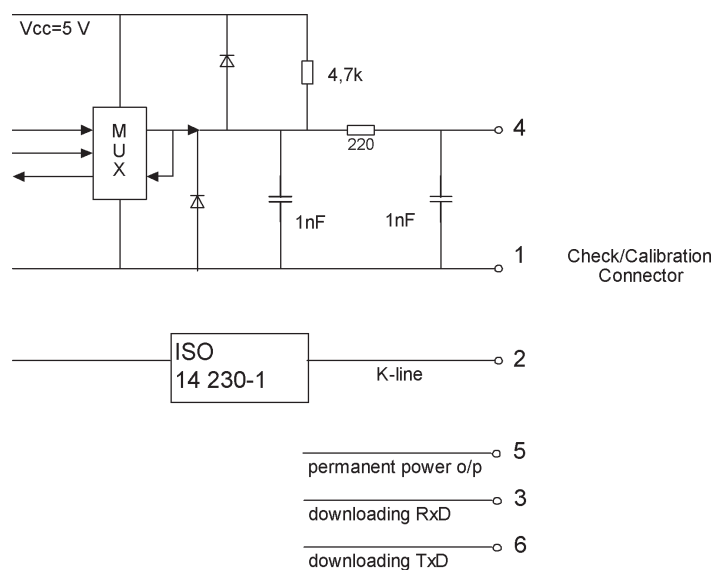 Vcc=5 V
4,7k
M
U
X
4
220
1nF
1nF
1
Check/Calibration
Connector
ISO
14 230-1
2
K-line
5
permanent power o/p
3
downloading RxD
6
downloading TxD